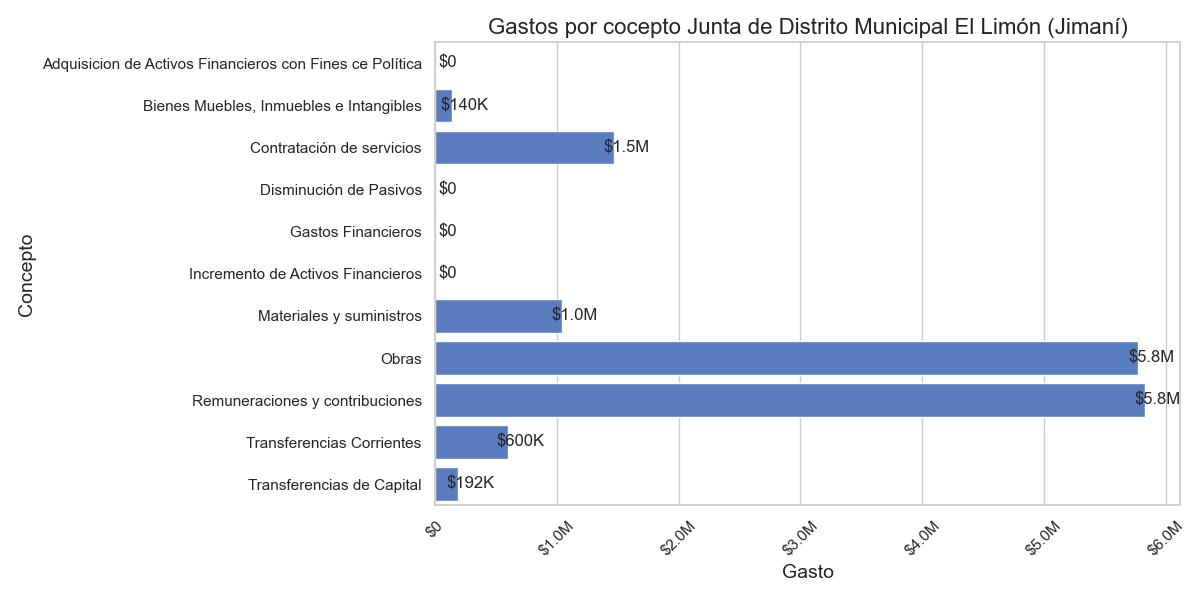 Gastos por cocepto Junta de Distrito Municipal El Limón (Jimaní)
Concepto
Adquisicion de Activos Financieros con Fines ce Política $0
Bienes Muebles, Inmuebles e Intangibles $140K
Contratación de servicios $1.5M
Disminución de Pasivos $0
Gastos Financieros $0
Incremento de Activos Financieros $0
Materiales y suministros $1.0M
Obras $5.8M
Remuneraciones y contribuciones $5.8M
Transferencias Corrientes $600K
Transferencias de Capital $192K
$0 $1.0M $2.0M $3.0M $4.0M $5.0M $6.0M
Gasto